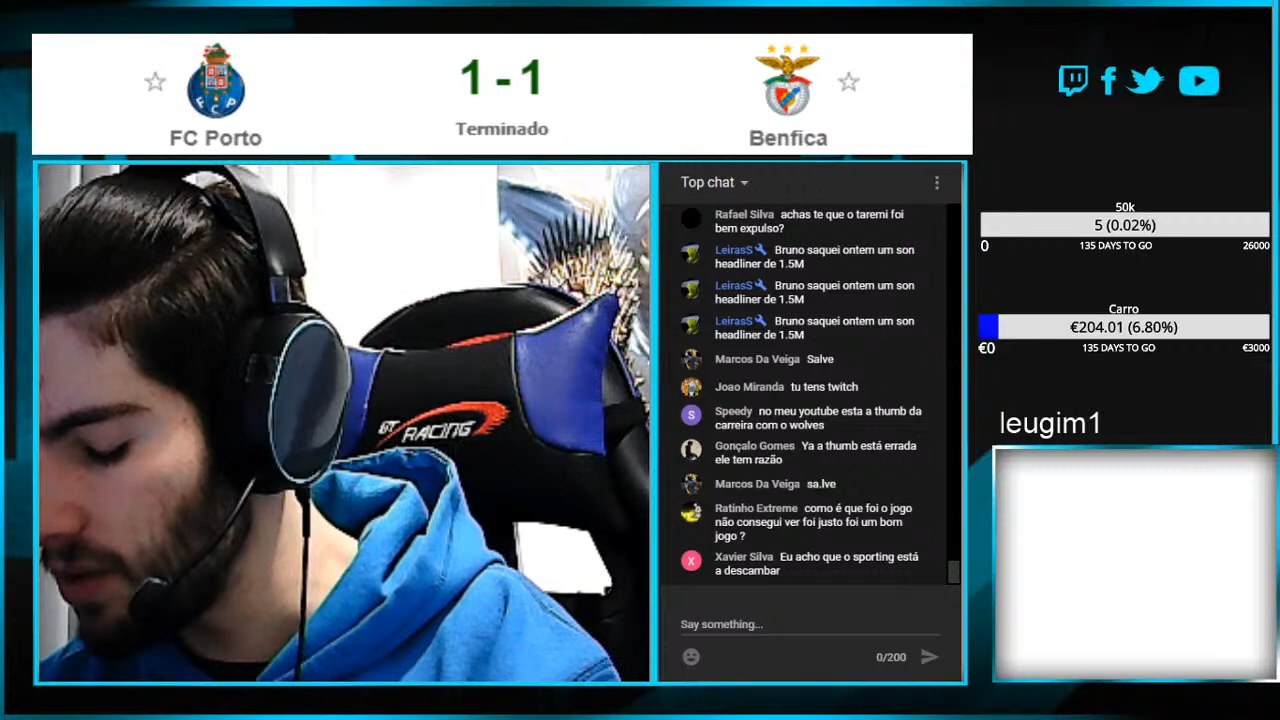 1 - 1
Terminado
FC Porto
Benfica
FCP
Top chat
Rafael Silva achas te que o taremi foi
bem expulso?
LeirasS Bruno saquei ontem um son
headliner de 1.5M
LeirasS Bruno saquei ontem um son
headliner de 1.5M
LeirasS Bruno saquei ontem um son
headliner de 1.5M
Marcos Da Veiga Salve
Joao Miranda tu tens twitch
S
Speedy no meu youtube esta a thumb da
carreira com o wolves
Gonçalo Gomes Ya a thumb está errada
ele tem razão
Marcos Da Veiga sa.lve
Ratinho Extreme como é que foi o jogo
não consegui ver foi justo foi um bom
jogo ?
X
Xavier Silva Eu acho que o sporting está
a descambar
Say something...
0/200
GT RACING
50k
5 (0.02%)
0 135 DAYS TO GO 26000
Carro
€204.01 (6.80%)
€0 135 DAYS TO GO €3000
leugim1